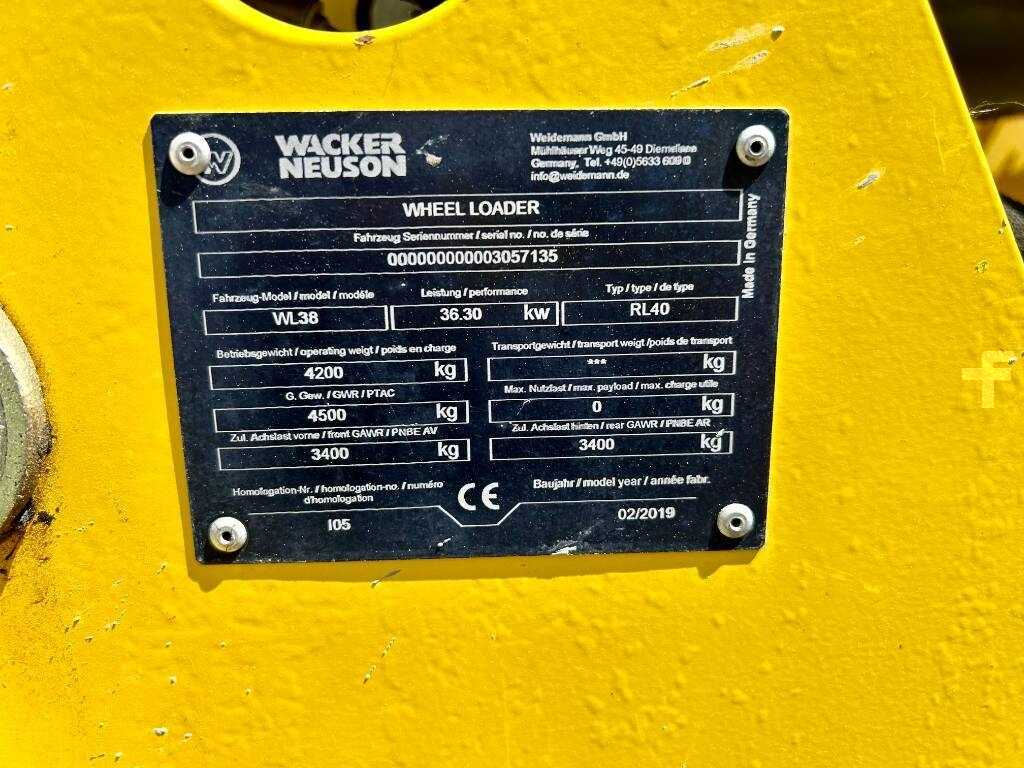 W
WACKER
NEUSON
Weidemann GmbH
Mühlhäuser Weg 45-49 Diemelsee
Germany, Tel. +49(0)5633 609 0
info@weidemann.de
WHEEL LOADER
Fahrzeug Seriennummer / serial no. / no. de série
000000000003057135
Made in Germany
Fahrzeug-Model / model / modèle
Leistung / performance
Typ / type / de type
WL38
36.30 kw
RL40
Betriebsgewicht / operating weigt / poids en charge
Transportgewicht / transport weigt / poids de transport
4200 kg
*** kg
G. Gew. / GWR / PTAC
Max. Nutzlast / max. payload / max. charge utile
4500 kg
0 kg
Zul. Achslast vorne / front GAWR / PNBE AV
Zul. Achslast hinten / rear GAWR / PNBE AR
3400 kg
3400 kg
Homologation-Nr. / homologation-no. / numéro
d'homologation
CE
Baujahr / model year / année fabr.
I05
02/2019